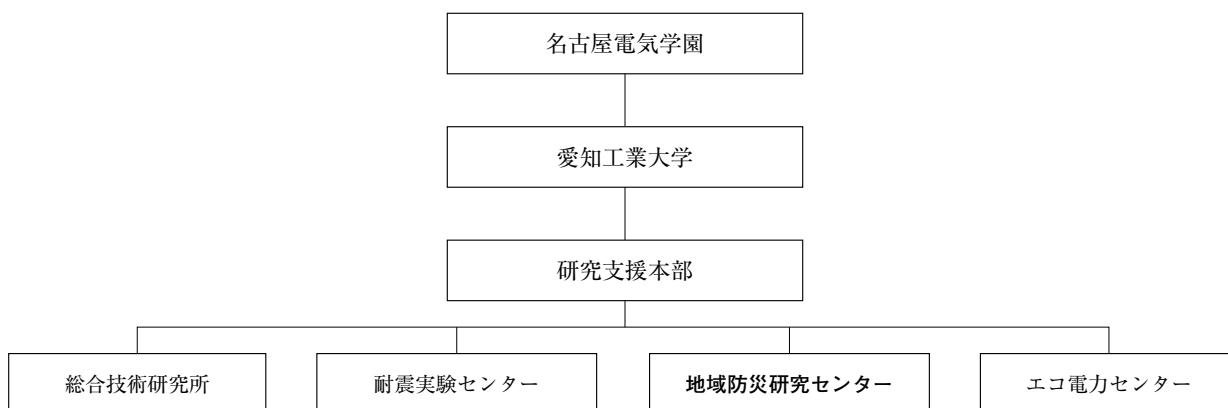 名古屋電気学園
愛知工業大学
研究支援本部
総合技術研究所
耐震実験センター
地域防災研究センター
エコ電力センター